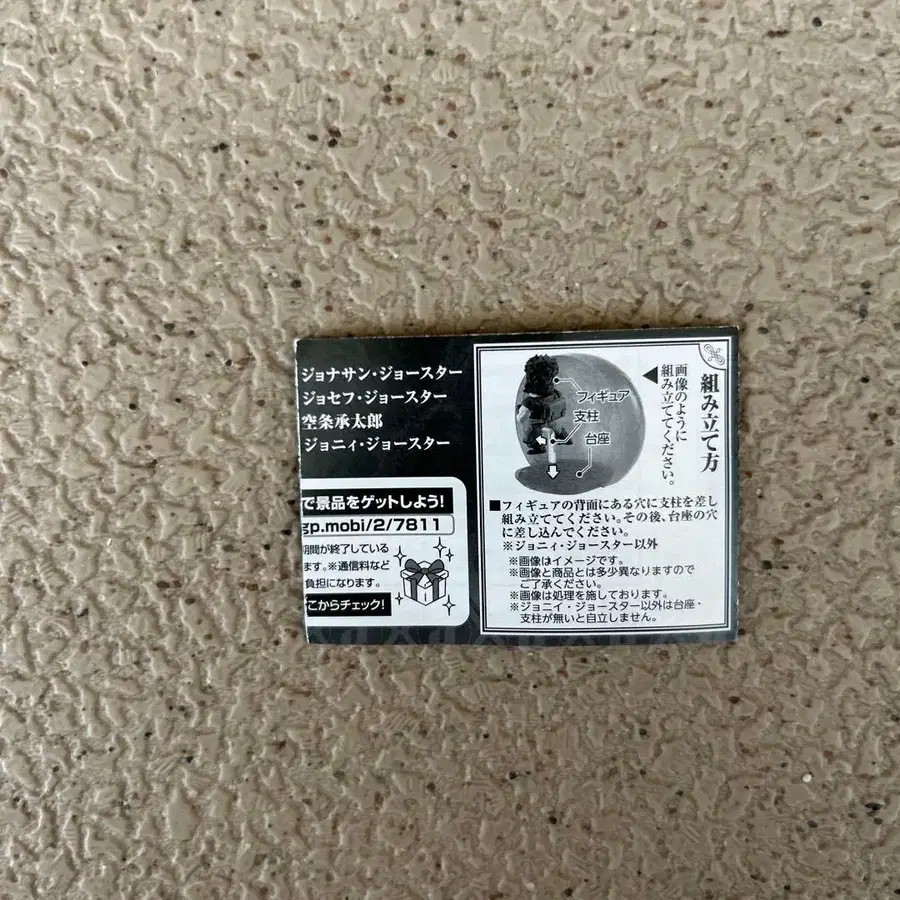 ジョナサン・ジョースター
ジョセフ・ジョースター
空条承太郎
ジョニィ・ジョースター
で景品をゲットしよう!
gp.mobi/2/7811
期間が終了している
ます。※通信料など
負担になります。
こからチェック!
組み立て方
◀画像のように
組み立ててください。
フィギュア
支柱
台座
■フィギュアの背面にある穴に支柱を差し
組み立ててください。その後、台座の穴
に差し込んでください。
※ジョニィ・ジョースター以外
※画像はイメージです。
※画像と商品とは多少異なりますので
ご了承ください。
※画像は処理を施しております。
※ジョニイ・ジョースター以外は台座・
支柱が無いと自立しません。